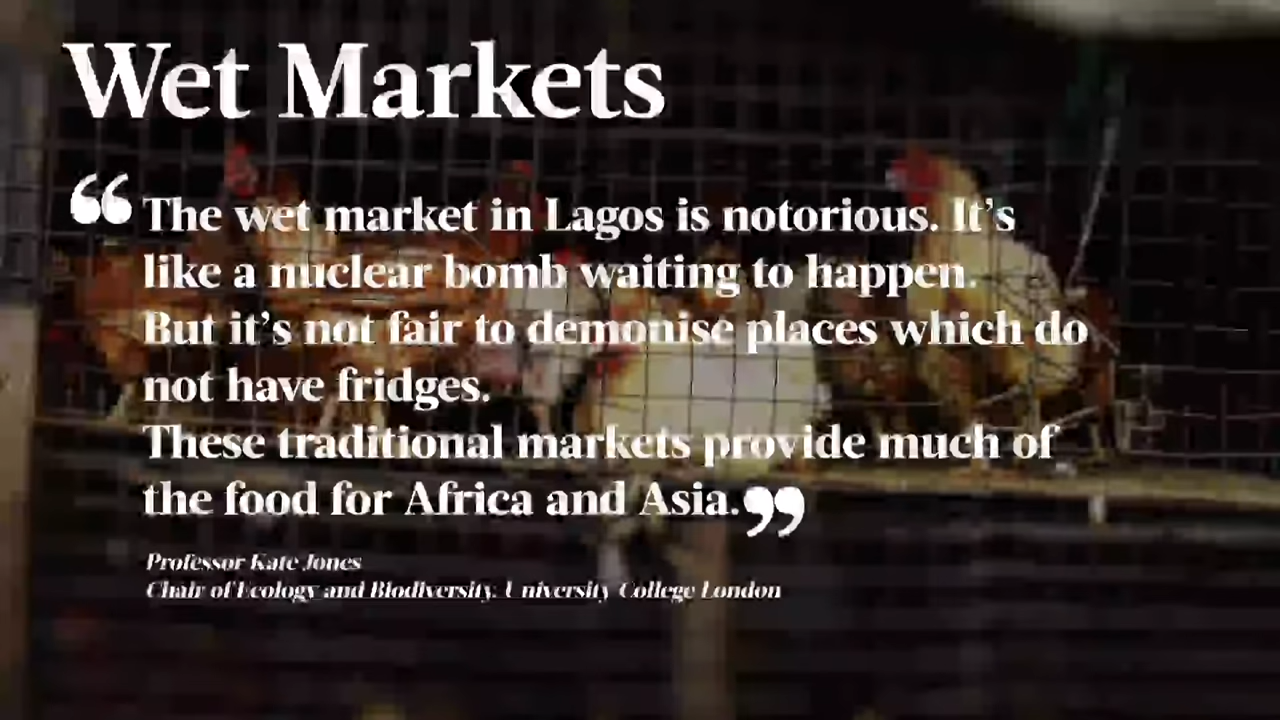 Wet Markets
“The wet market in Lagos is notorious. It’s
like a nuclear bomb waiting to happen.
But it’s not fair to demonise places which do
not have fridges.
These traditional markets provide much of
the food for Africa and Asia.”
Professor Kate Jones
Chair of Ecology and Biodiversity, University College London